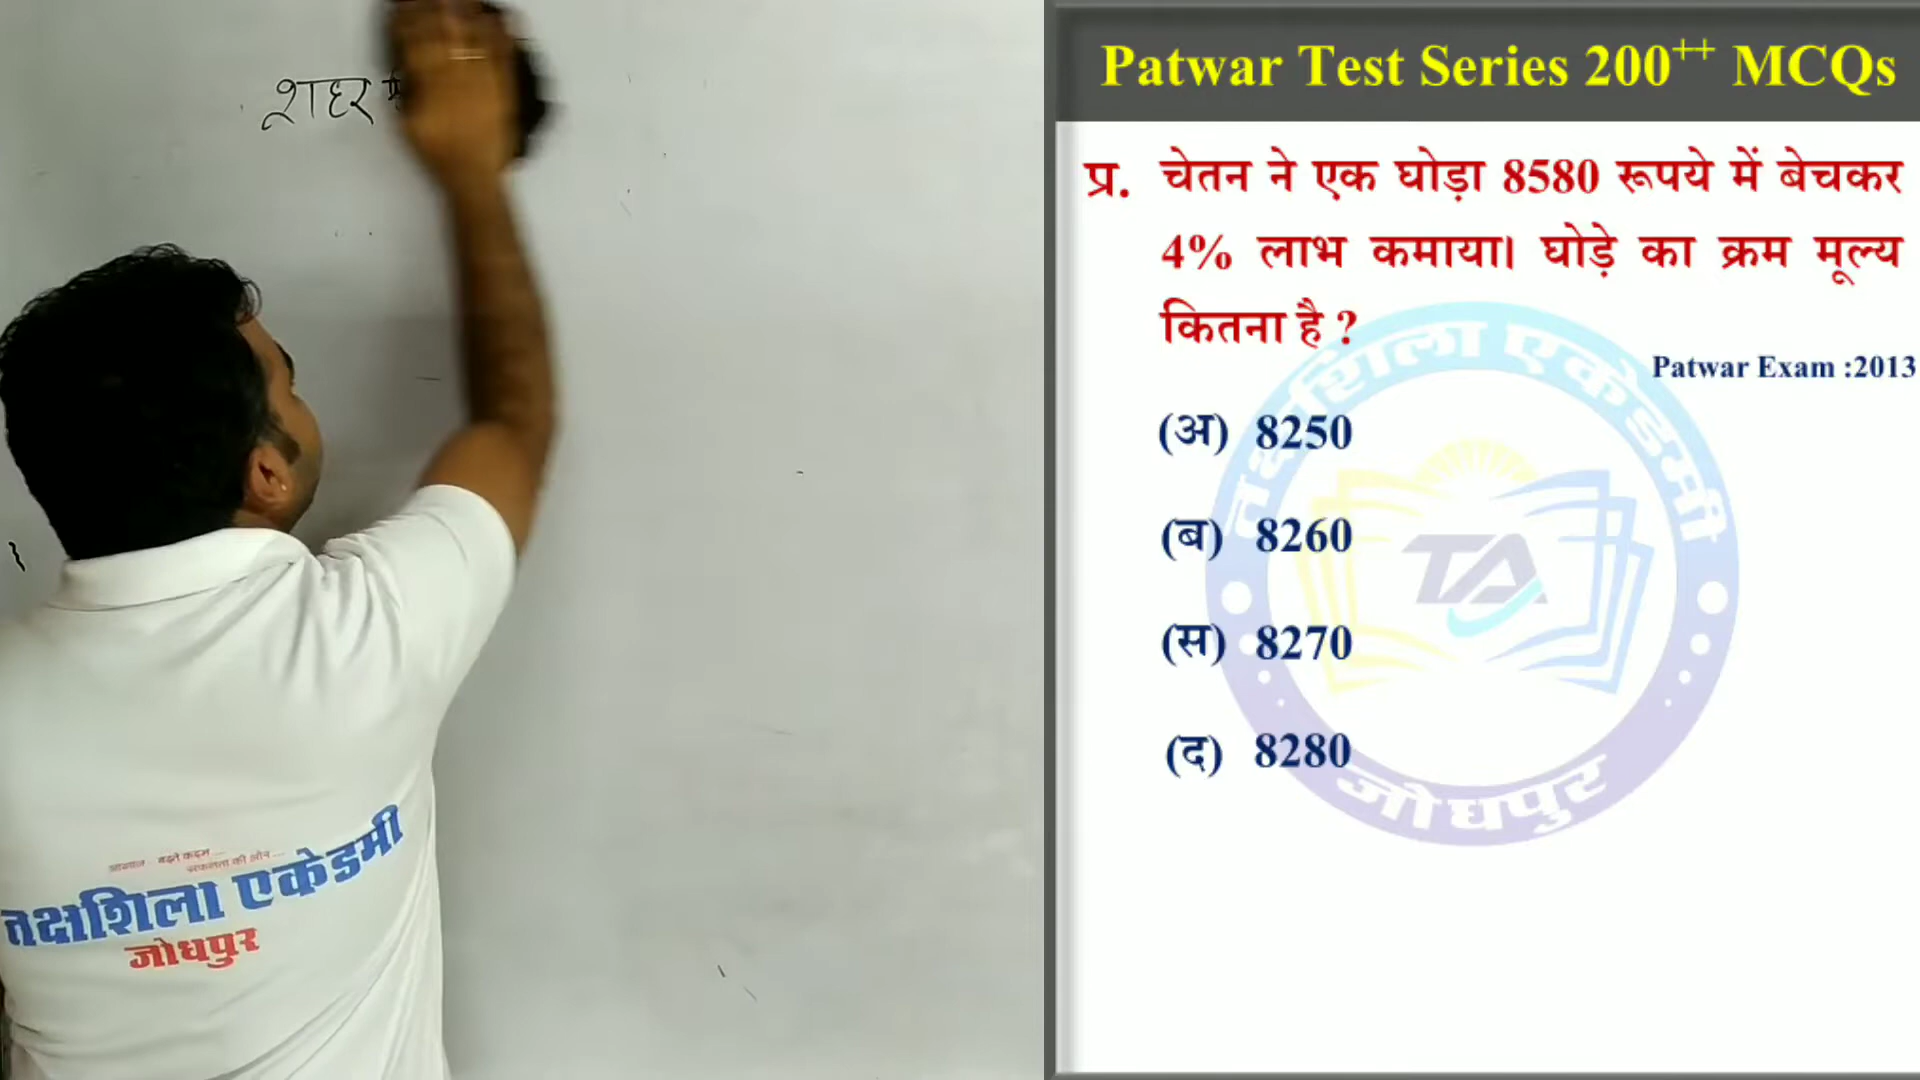 शहर
Patwar Test Series 200++ MCQs
प्र. चेतन ने एक घोड़ा 8580 रूपये में बेचकर
4% लाभ कमाया। घोड़े का क्रम मूल्य
कितना है ?
Patwar Exam :2013
(अ) 8250
(ब) 8260
(स) 8270
(द) 8280
तक्षशिला एकेडमी
TA
जोधपुर
तक्षशिला एकेडमी
जोधपुर